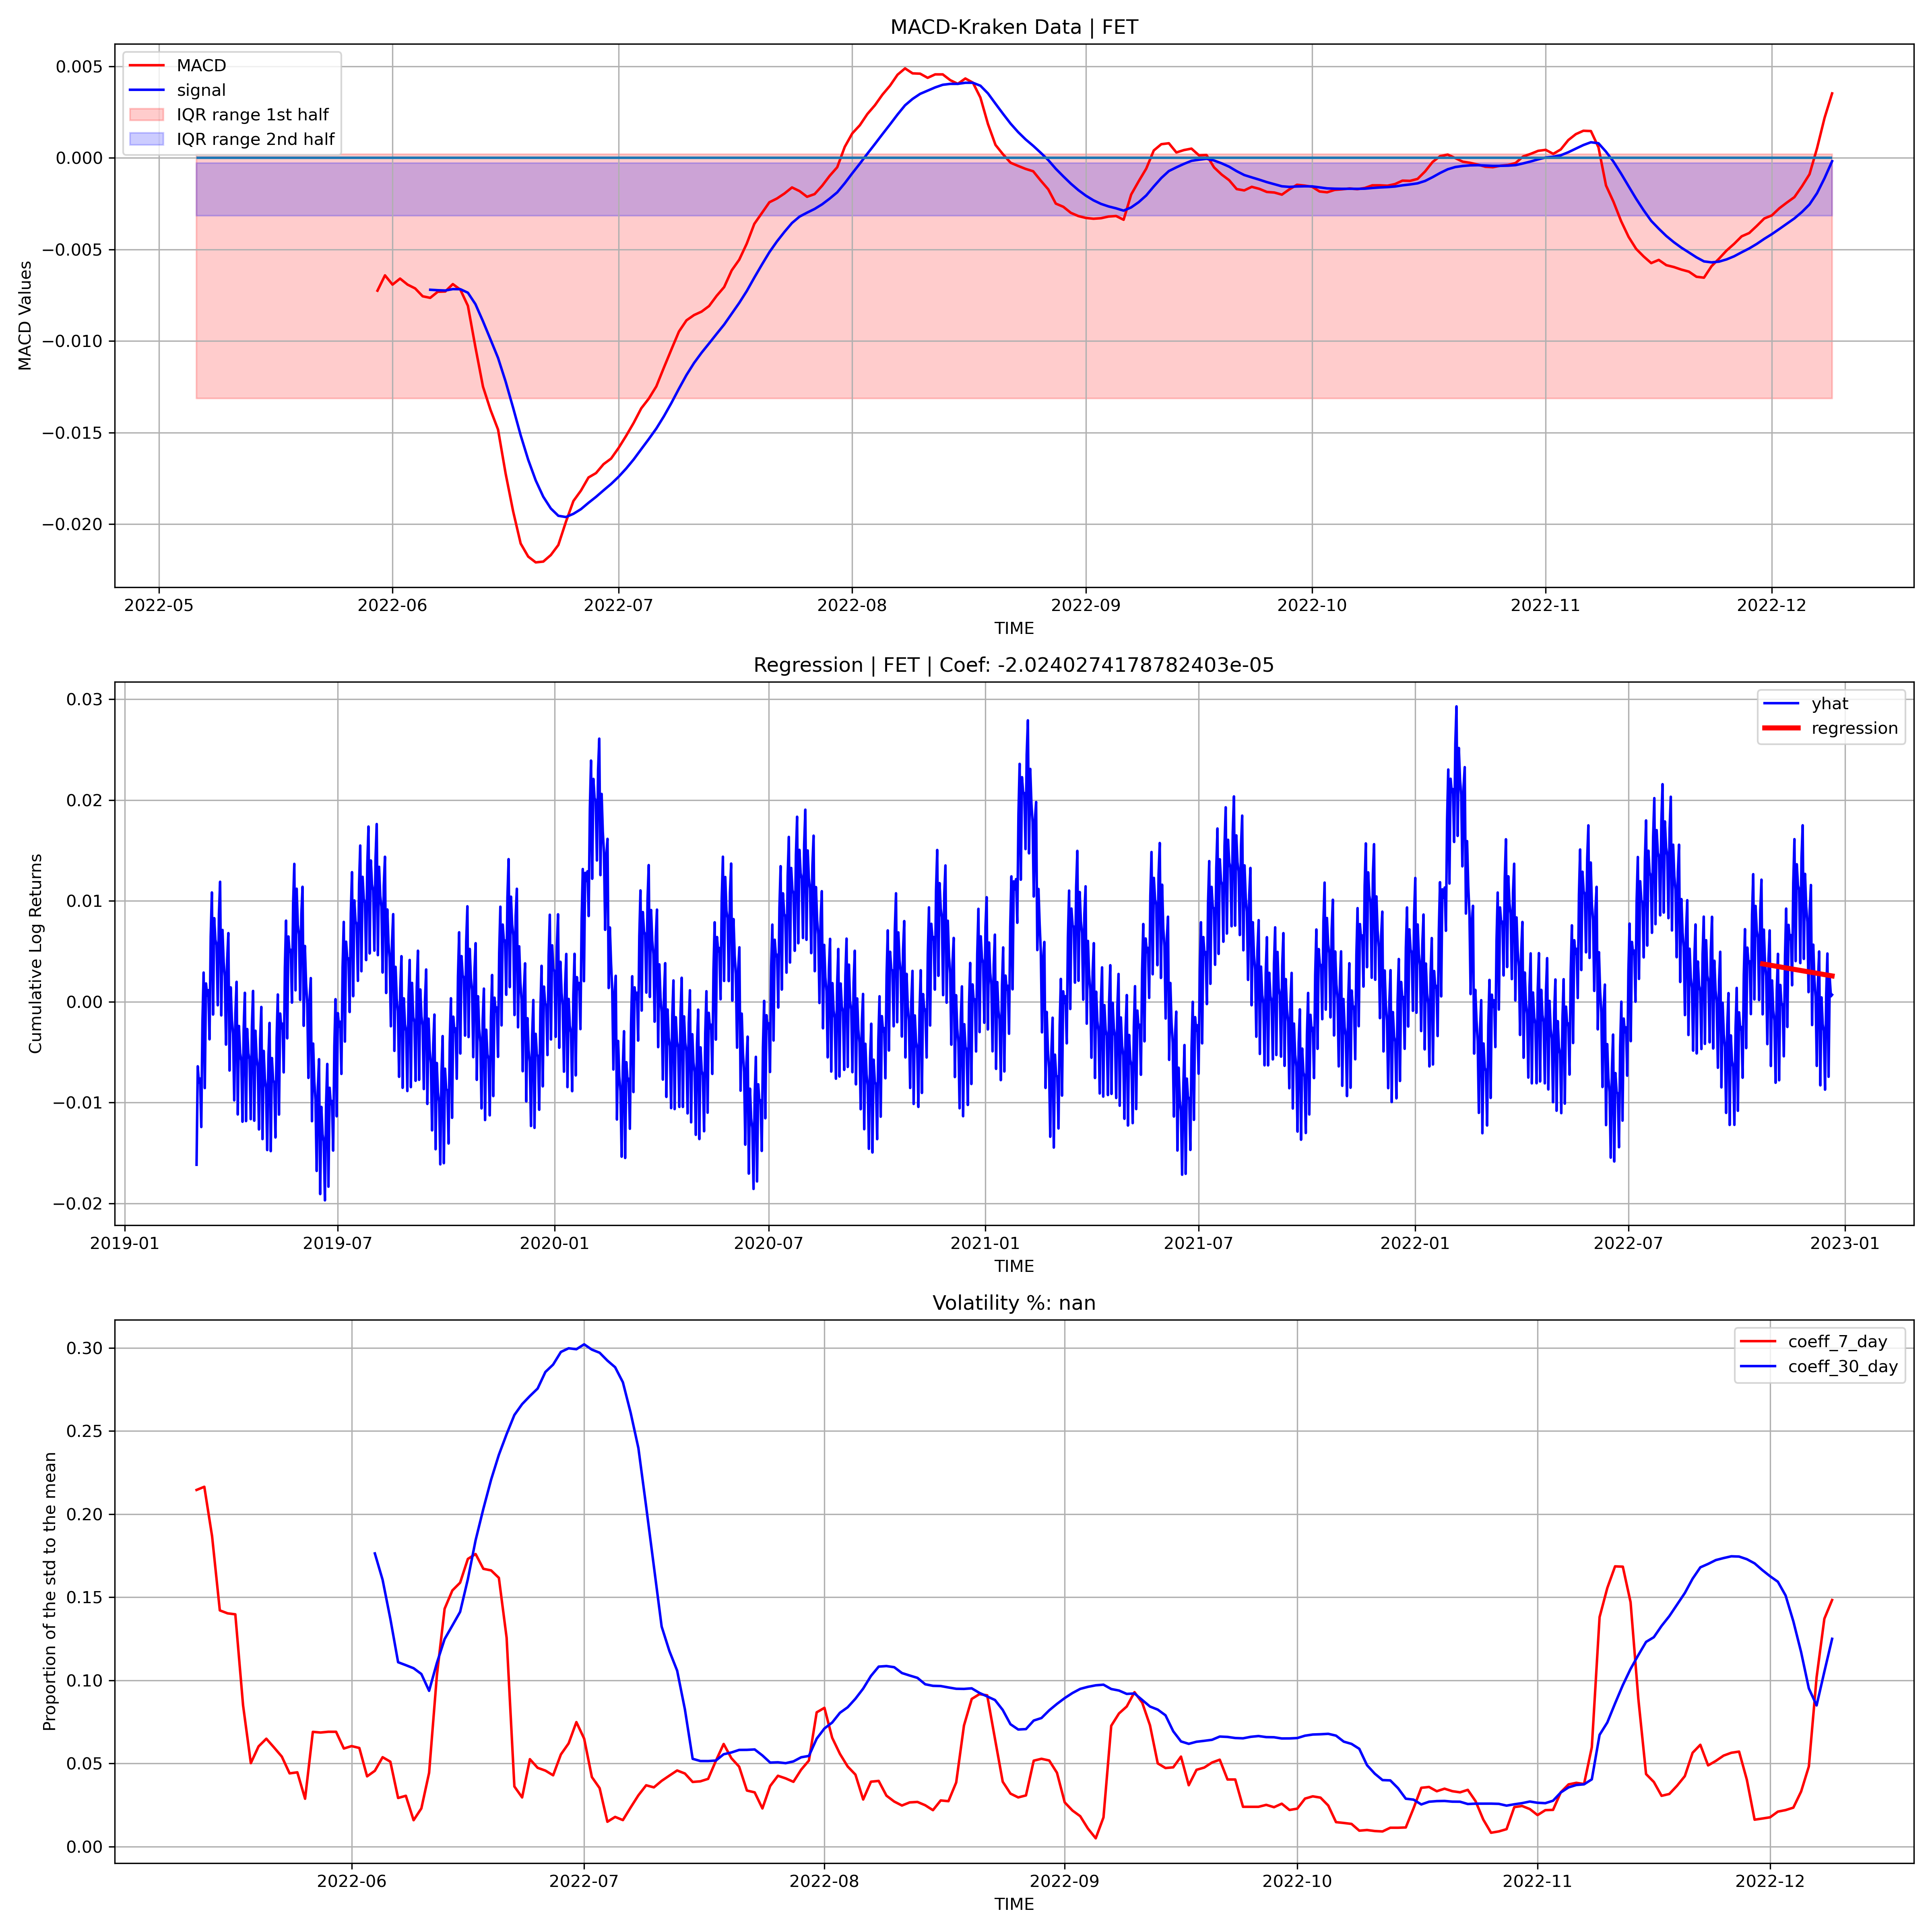 MACD-Kraken Data | FET
MACD
signal
IQR range 1st half
IQR range 2nd half
MACD Values
0.005
0.000
−0.005
−0.010
−0.015
−0.020
2022-05 2022-06 2022-07 2022-08 2022-09 2022-10 2022-11 2022-12
TIME
Regression | FET | Coef: -2.0240274178782403e-05
yhat
regression
Cumulative Log Returns
0.03
0.02
0.01
0.00
−0.01
−0.02
2019-01 2019-07 2020-01 2020-07 2021-01 2021-07 2022-01 2022-07 2023-01
TIME
Volatility %: nan
coeff_7_day
coeff_30_day
Proportion of the std to the mean
0.30
0.25
0.20
0.15
0.10
0.05
0.00
2022-06 2022-07 2022-08 2022-09 2022-10 2022-11 2022-12
TIME